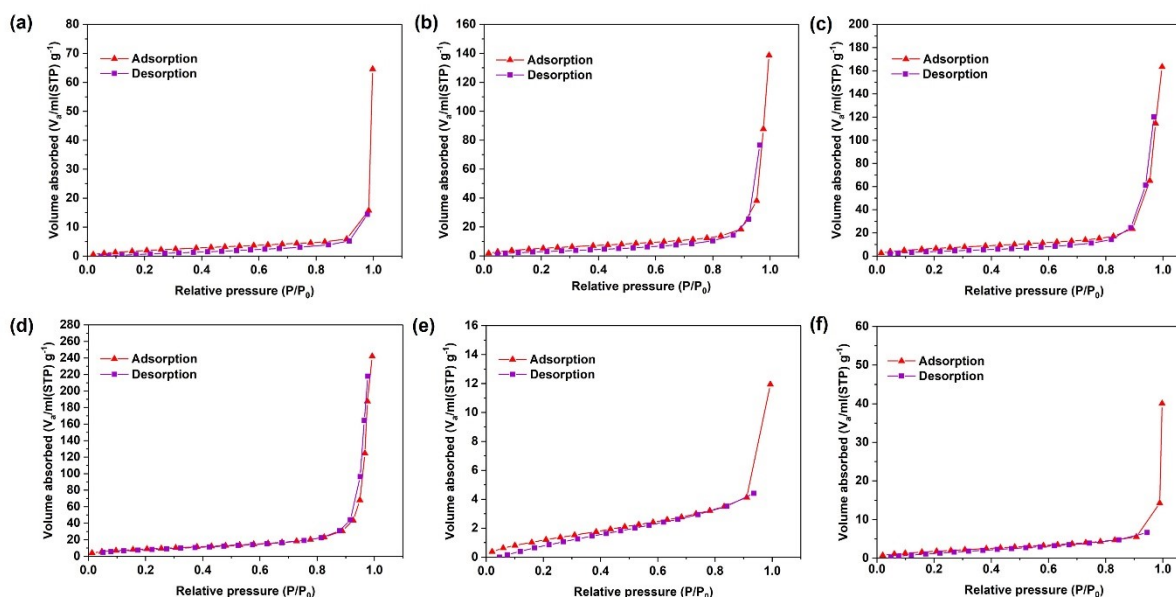 (a)
Volume absorbed (Va/ml(STP) g-1)
80
70
60
50
40
30
20
10
0
Adsorption
Desorption
0.0 0.2 0.4 0.6 0.8 1.0
Relative pressure (P/P0)
(b)
Volume absorbed (Va/ml(STP) g-1)
160
140
120
100
80
60
40
20
0
Adsorption
Desorption
0.0 0.2 0.4 0.6 0.8 1.0
Relative pressure (P/P0)
(c)
Volume absorbed (Va/ml(STP) g-1)
200
180
160
140
120
100
80
60
40
20
0
Adsorption
Desorption
0.0 0.2 0.4 0.6 0.8 1.0
Relative pressure (P/P0)
(d)
Volume absorbed (Va/ml(STP) g-1)
280
260
240
220
200
180
160
140
120
100
80
60
40
20
0
Adsorption
Desorption
0.0 0.2 0.4 0.6 0.8 1.0
Relative pressure (P/P0)
(e)
Volume absorbed (Va/ml(STP) g-1)
16
14
12
10
8
6
4
2
0
Adsorption
Desorption
0.0 0.2 0.4 0.6 0.8 1.0
Relative pressure (P/P0)
(f)
Volume absorbed (Va/ml(STP) g-1)
60
50
40
30
20
10
0
Adsorption
Desorption
0.0 0.2 0.4 0.6 0.8 1.0
Relative pressure (P/P0)